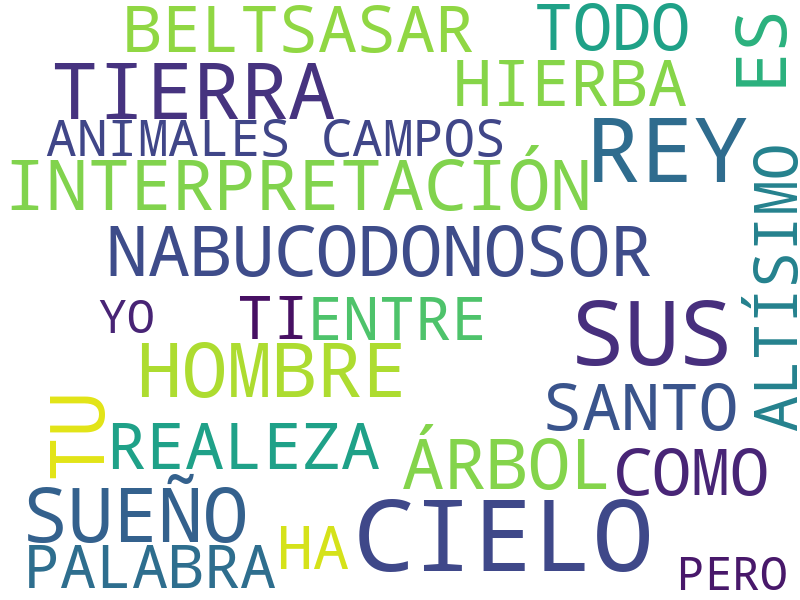 BELTSASAR TODO
ES
TIERRA HIERBA
ANIMALES CAMPOS REY
INTERPRETACIÓN
ALTÍSIMO
NABUCODONOSOR
YO TI ENTRE SUS
HOMBRE
SANTO
TU
REALEZA ÁRBOL COMO
SUEÑO CIELO
HA
PALABRA PERO